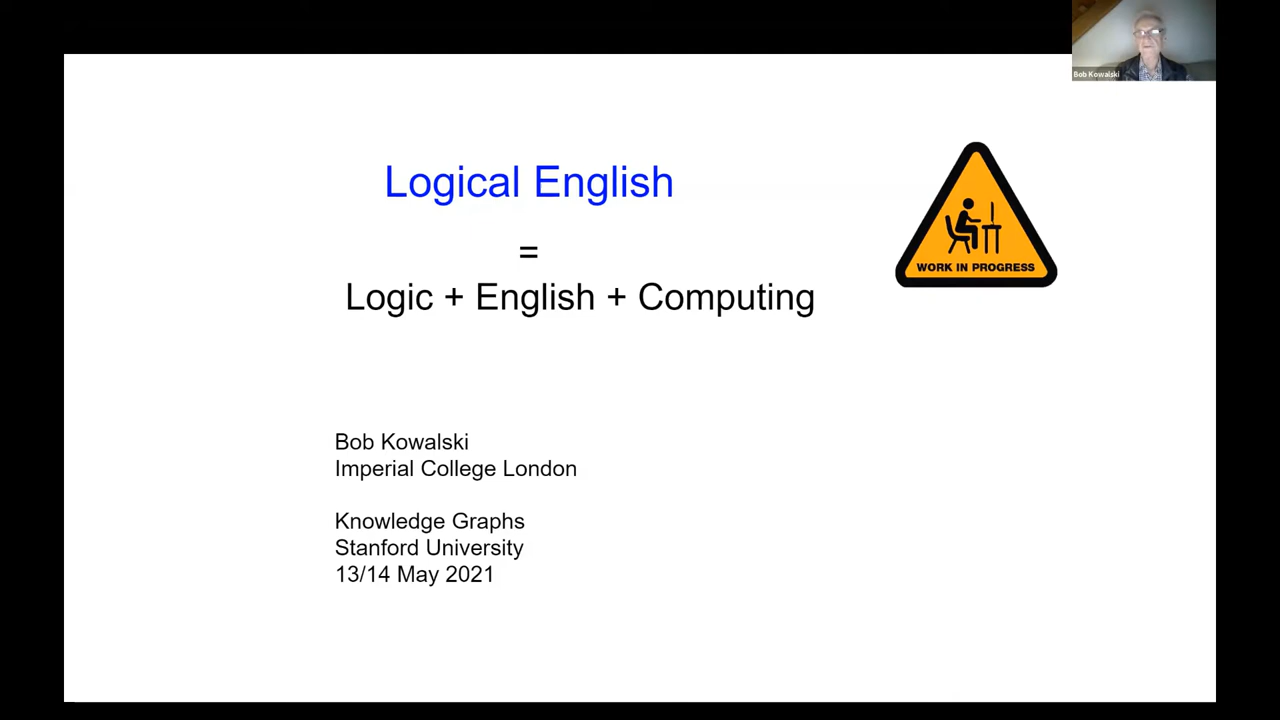 Bob Kowalski
Logical English
=
Logic + English + Computing
WORK IN PROGRESS
Bob Kowalski
Imperial College London
Knowledge Graphs
Stanford University
13/14 May 2021